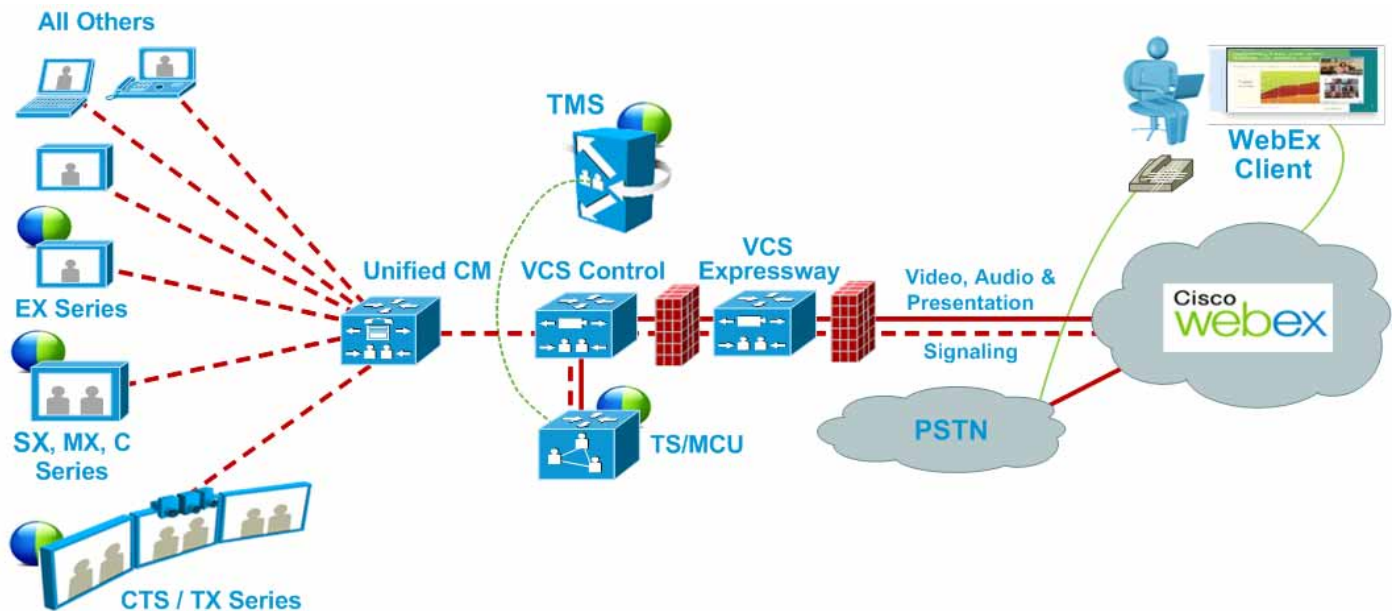 All Others
TMS
WebEx
Client
EX Series
Unified CM
VCS Control
VCS
Expressway
Video, Audio &
Presentation
Signaling
Cisco
webex
SX, MX, C
Series
TS/MCU
PSTN
CTS / TX Series